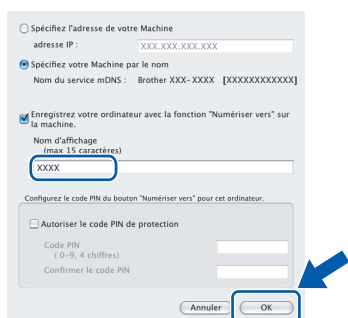 Spécifiez l'adresse de votre Machine
adresse IP : XXX.XXX.XXX.XXX
Spécifiez votre Machine par le nom
Nom du service mDNS : Brother XXX-XXXX [XXXXXXXXXXXX]
Enregistrez votre ordinateur avec la fonction "Numériser vers" sur
la machine.
Nom d'affichage
(max 15 caractères)
XXXX
Configurez le code PIN du bouton "Numériser vers" pour cet ordinateur.
Autoriser le code PIN de protection
Code PIN
( 0–9, 4 chiffres)
Confirmer le code PIN
Annuler OK